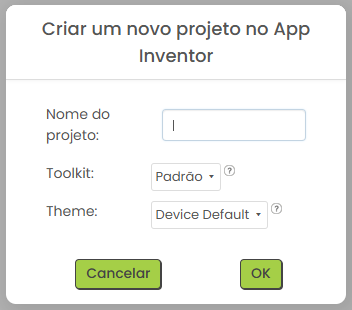 Criar um novo projeto no App
Inventor
Nome do
projeto:
Toolkit:
Padrão
?
Theme:
Device Default
?
Cancelar
OK